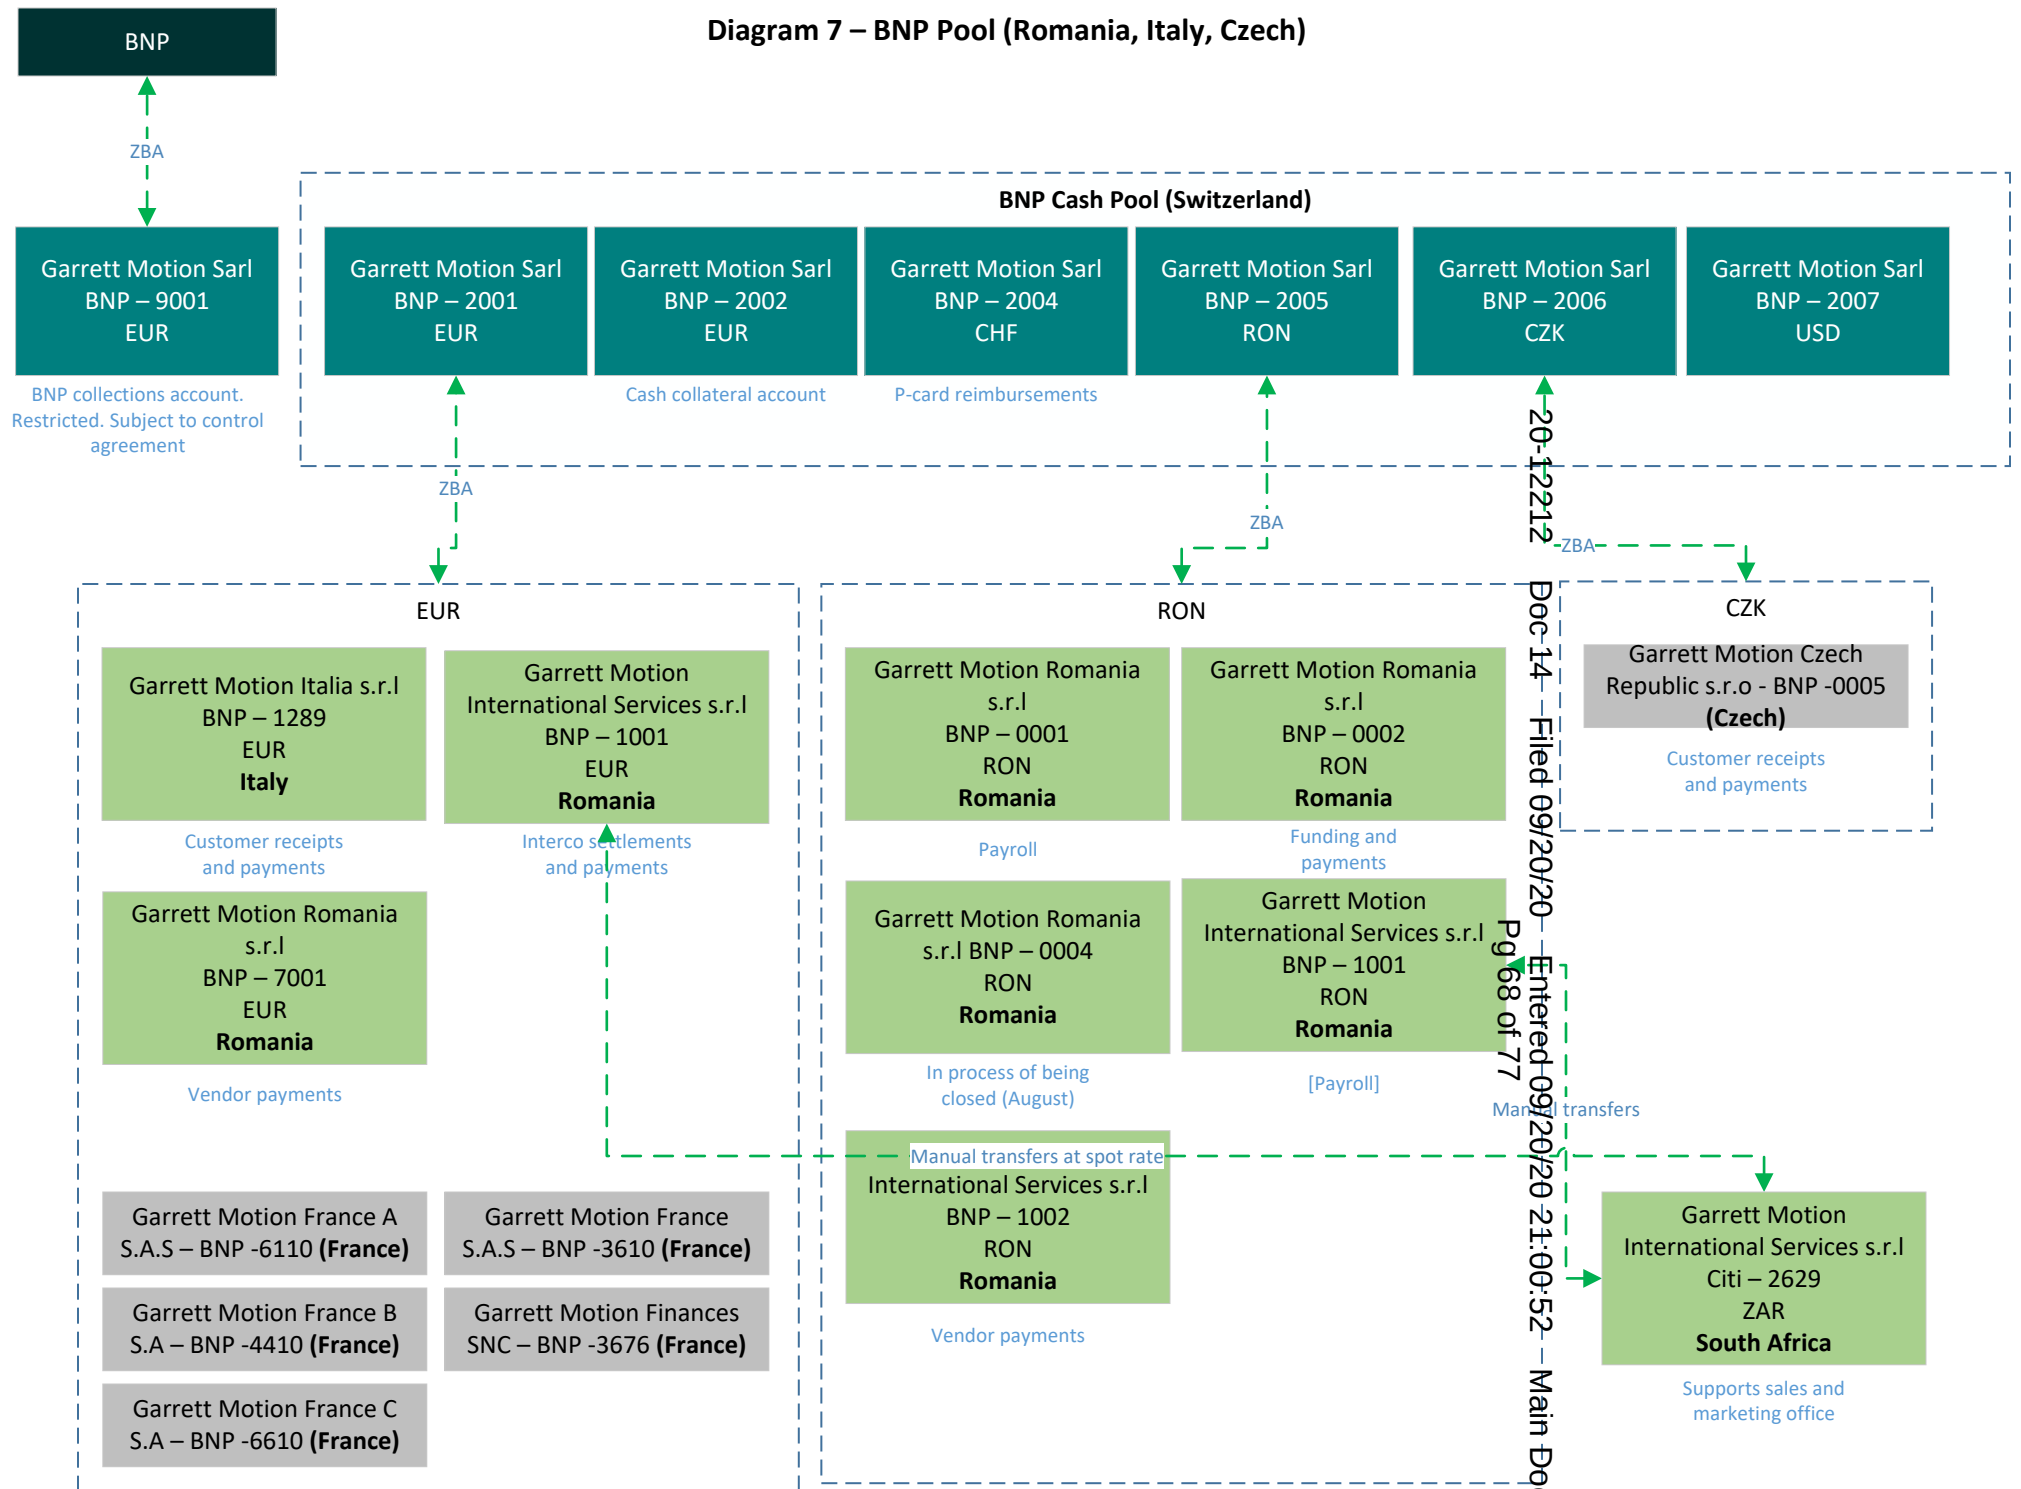 Diagram 7 – BNP Pool (Romania, Italy, Czech)
BNP
ZBA
BNP Cash Pool (Switzerland)
Garrett Motion Sarl
BNP – 9001
EUR
BNP collections account.
Restricted. Subject to control
agreement
Garrett Motion Sarl
BNP – 2001
EUR
Garrett Motion Sarl
BNP – 2002
EUR
Cash collateral account
Garrett Motion Sarl
BNP – 2004
CHF
P-card reimbursements
Garrett Motion Sarl
BNP – 2005
RON
Garrett Motion Sarl
BNP – 2006
CZK
Garrett Motion Sarl
BNP – 2007
USD
ZBA
ZBA
ZBA
EUR
Garrett Motion Italia s.r.l
BNP – 1289
EUR
Italy
Customer receipts
and payments
Garrett Motion
International Services s.r.l
BNP – 1001
EUR
Romania
Interco settlements
and payments
Garrett Motion Romania
s.r.l
BNP – 7001
EUR
Romania
Vendor payments
Garrett Motion France A
S.A.S – BNP -6110 (France)
Garrett Motion France
S.A.S – BNP -3610 (France)
Garrett Motion France B
S.A – BNP -4410 (France)
Garrett Motion Finances
SNC – BNP -3676 (France)
Garrett Motion France C
S.A – BNP -6610 (France)
RON
Garrett Motion Romania
s.r.l
BNP – 0001
RON
Romania
Payroll
Garrett Motion Romania
s.r.l
BNP – 0002
RON
Romania
Funding and
payments
Garrett Motion Romania
s.r.l BNP – 0004
RON
Romania
In process of being
closed (August)
Garrett Motion
International Services s.r.l
BNP – 1001
RON
Romania
[Payroll]
Manual transfers at spot rate
International Services s.r.l
BNP – 1002
RON
Romania
Vendor payments
CZK
Garrett Motion Czech
Republic s.r.o - BNP -0005
(Czech)
Customer receipts
and payments
Manual transfers
Garrett Motion
International Services s.r.l
Citi – 2629
ZAR
South Africa
Supports sales and
marketing office
20-12212 Doc 14 Filed 09/20/20 Entered 09/20/20 21:00:52 Main Do
Pg 68 of 77